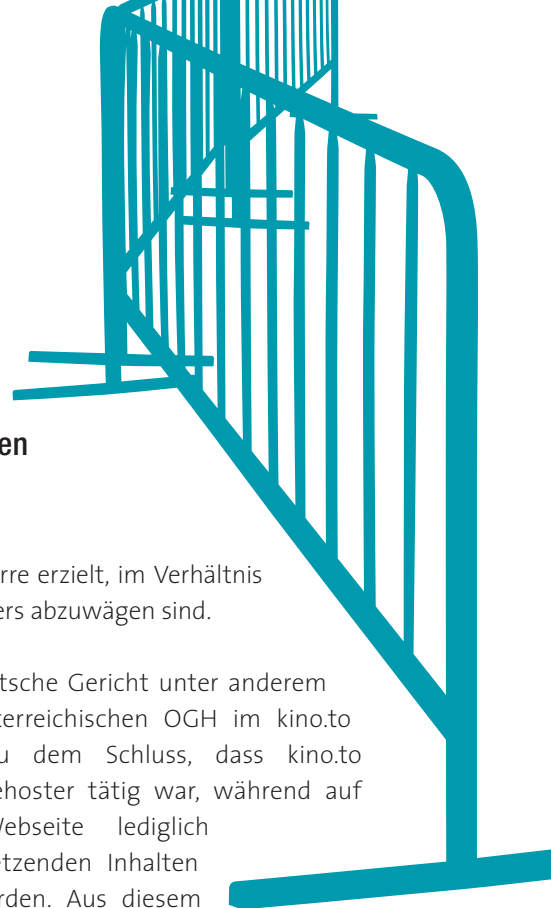 en
rre erzielt, im Verhältnis
ers abzuwägen sind.
tsche Gericht unter anderem
terreichischen OGH im kino.to
u dem Schluss, dass kino.to
ehoster tätig war, während auf
Webseite lediglich
etzenden Inhalten
rden. Aus diesem